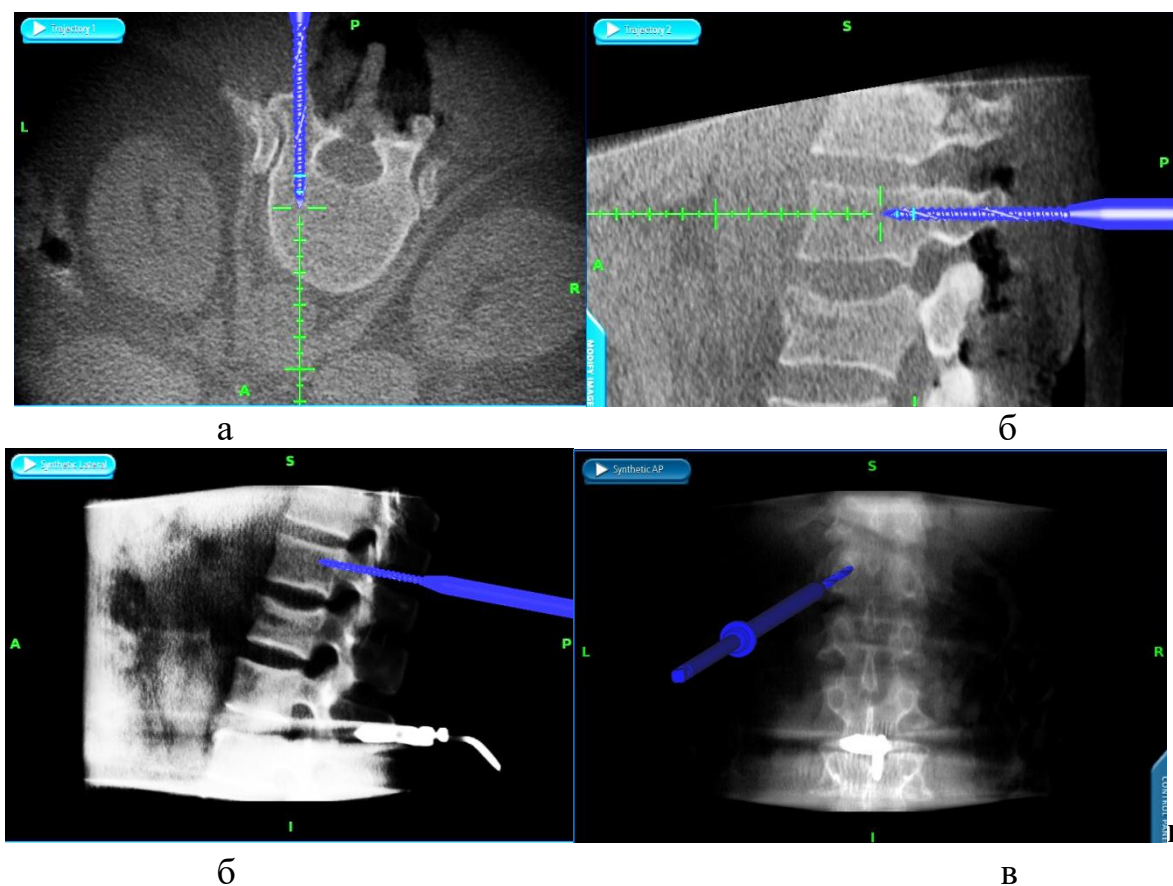 Trajectory 1
P
L
R
A
Trajectory 2
S
P
A
MODIFY IMAGE
I
а
б
Synthetic Lateral
S
A
P
I
Synthetic AP
S
L
R
I
б
в